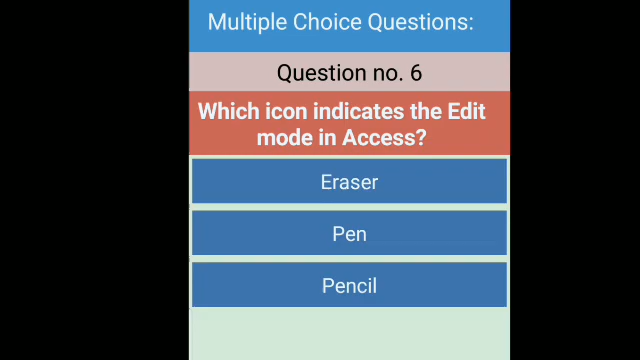 Multiple Choice Questions:
Question no. 6
Which icon indicates the Edit
mode in Access?
Eraser
Pen
Pencil